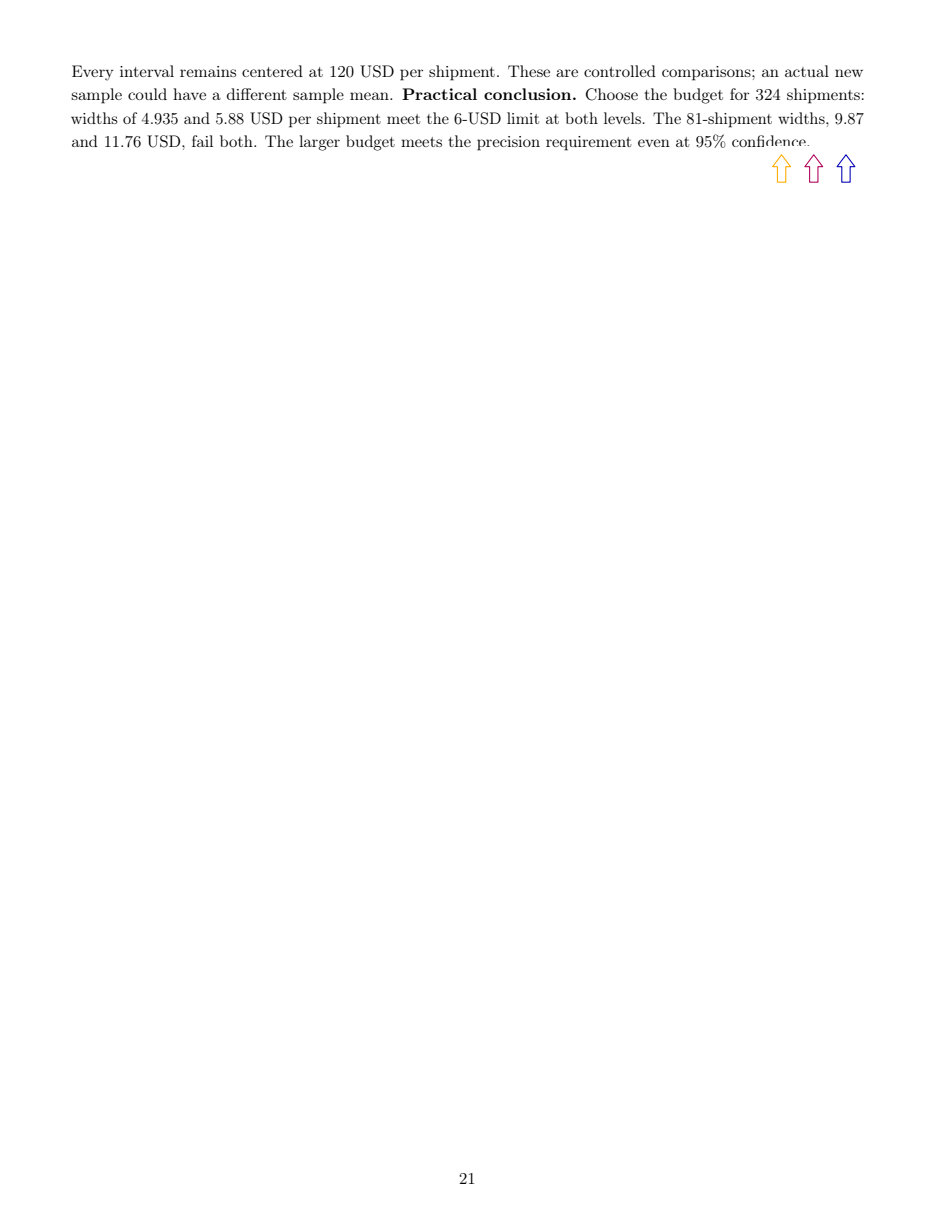 Every interval remains centered at 120 USD per shipment. These are controlled comparisons; an actual new
sample could have a different sample mean. Practical conclusion. Choose the budget for 324 shipments:
widths of 4.935 and 5.88 USD per shipment meet the 6-USD limit at both levels. The 81-shipment widths, 9.87
and 11.76 USD, fail both. The larger budget meets the precision requirement even at 95% confidence.
21